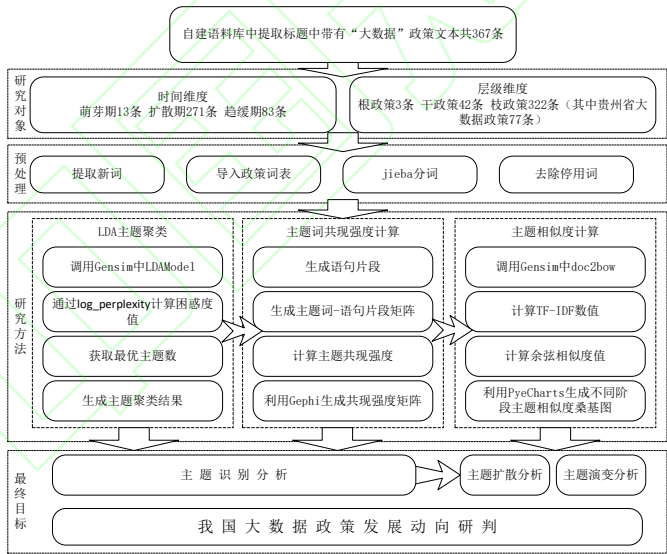 自建语料库中提取标题中带有“大数据”政策文本共367条
研究对象
时间维度
萌芽期13条 扩散期271条 趋缓期83条
层级维度
根政策3条 干政策42条 枝政策322条（其中贵州省大
数据政策77条）
预处理
提取新词
导入政策词表
jieba分词
去除停用词
研究方法
LDA主题聚类
调用Gensim中LDAModel
通过log_perplexity计算困惑度
值
获取最优主题数
生成主题聚类结果
主题词共现强度计算
生成语句片段
生成主题词-语句片段矩阵
计算主题共现强度
利用Gephi生成共现强度矩阵
主题相似度计算
调用Gensim中doc2bow
计算TF-IDF数值
计算余弦相似度值
利用PyeCharts生成不同阶
段主题相似度桑基图
最终目标
主题识别分析
主题扩散分析
主题演变分析
我国大数据政策发展动向研判